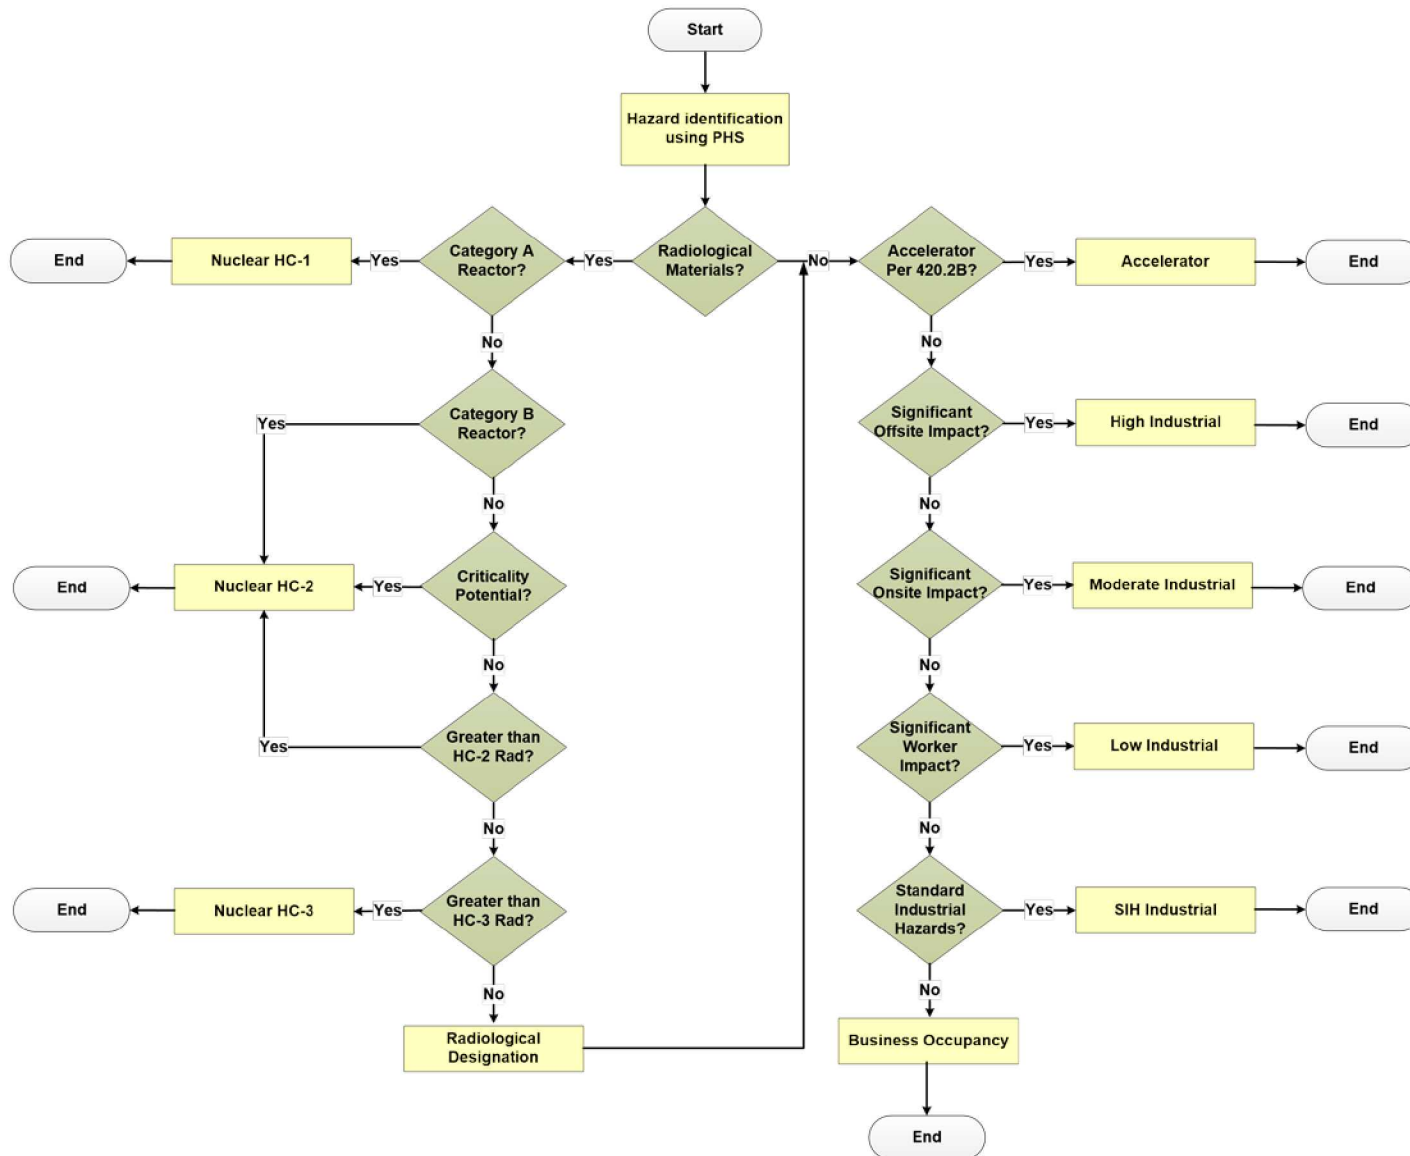 Start
Hazard identification
using PHS
End
Nuclear HC-1
Yes
Category A
Reactor?
Yes
Radiological
Materials?
No
Accelerator
Per 420.2B?
Yes
Accelerator
End
No
No
Yes
Category B
Reactor?
Significant
Offsite Impact?
Yes
High Industrial
End
No
No
End
Nuclear HC-2
Yes
Criticality
Potential?
Significant
Onsite Impact?
Yes
Moderate Industrial
End
No
No
Yes
Greater than
HC-2 Rad?
Significant
Worker
Impact?
Yes
Low Industrial
End
No
No
End
Nuclear HC-3
Yes
Greater than
HC-3 Rad?
Standard
Industrial
Hazards?
Yes
SIH Industrial
End
No
No
Radiological
Designation
Business Occupancy
End